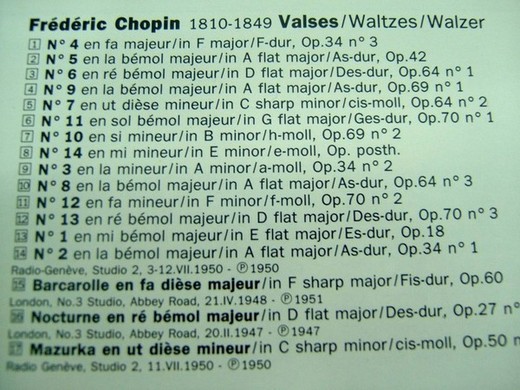 Frédéric Chopin 1810-1849 Valses/Waltzes/Walzer
1 N° 4 en fa majeur/in F major/F-dur, Op.34 n° 3
2 N° 5 en la bémol majeur/in A flat major/As-dur, Op.42
3 N° 6 en ré bémol majeur/in D flat major/Des-dur, Op.64 n° 1
4 N° 9 en la bémol majeur/in A flat major/As-dur, Op.69 n° 1
5 N° 7 en ut dièse mineur/in C sharp minor/cis-moll, Op.64 n° 2
6 N° 11 en sol bémol majeur/in G flat major/Ges-dur, Op.70 n° 1
7 N° 10 en si mineur/in B minor/h-moll, Op.69 n° 2
8 N° 14 en mi mineur/in E minor/e-moll, Op. posth.
9 N° 3 en la mineur/in A minor/a-moll, Op.34 n° 2
10 N° 8 en la bémol majeur/in A flat major/As-dur, Op.64 n° 3
11 N° 12 en fa mineur/in F minor/f-moll, Op.70 n° 2
12 N° 13 en ré bémol majeur/in D flat major/Des-dur, Op.70 n° 3
13 N° 1 en mi bémol majeur/in E flat major/Es-dur, Op.18
14 N° 2 en la bémol majeur/in A flat major/As-dur, Op.34 n° 1
Radio-Genève, Studio 2, 3-12.VII.1950 - ℗1950
15 Barcarolle en fa dièse majeur/in F sharp major/Fis-dur, Op.60
London, No.3 Studio, Abbey Road, 21.IV.1948 - ℗1951
16 Nocturne en ré bémol majeur/in D flat major/Des-dur, Op.27 n°
London, No.3 Studio, Abbey Road, 20.II.1947 - ℗1947
17 Mazurka en ut dièse mineur/in C sharp minor/cis-moll, Op.50 n
Radio Genève, Studio 2, 11.VII.1950 - ℗1950